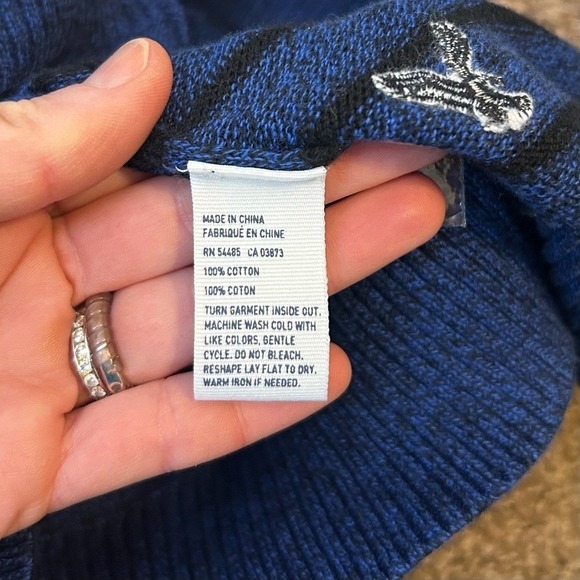 MADE IN CHINA
FABRIQUÉ EN CHINE
RN 54485 CA 03873
100% COTTON
100% COTON
TURN GARMENT INSIDE OUT.
MACHINE WASH COLD WITH
LIKE COLORS, GENTLE
CYCLE. DO NOT BLEACH.
RESHAPE LAY FLAT TO DRY.
WARM IRON IF NEEDED.